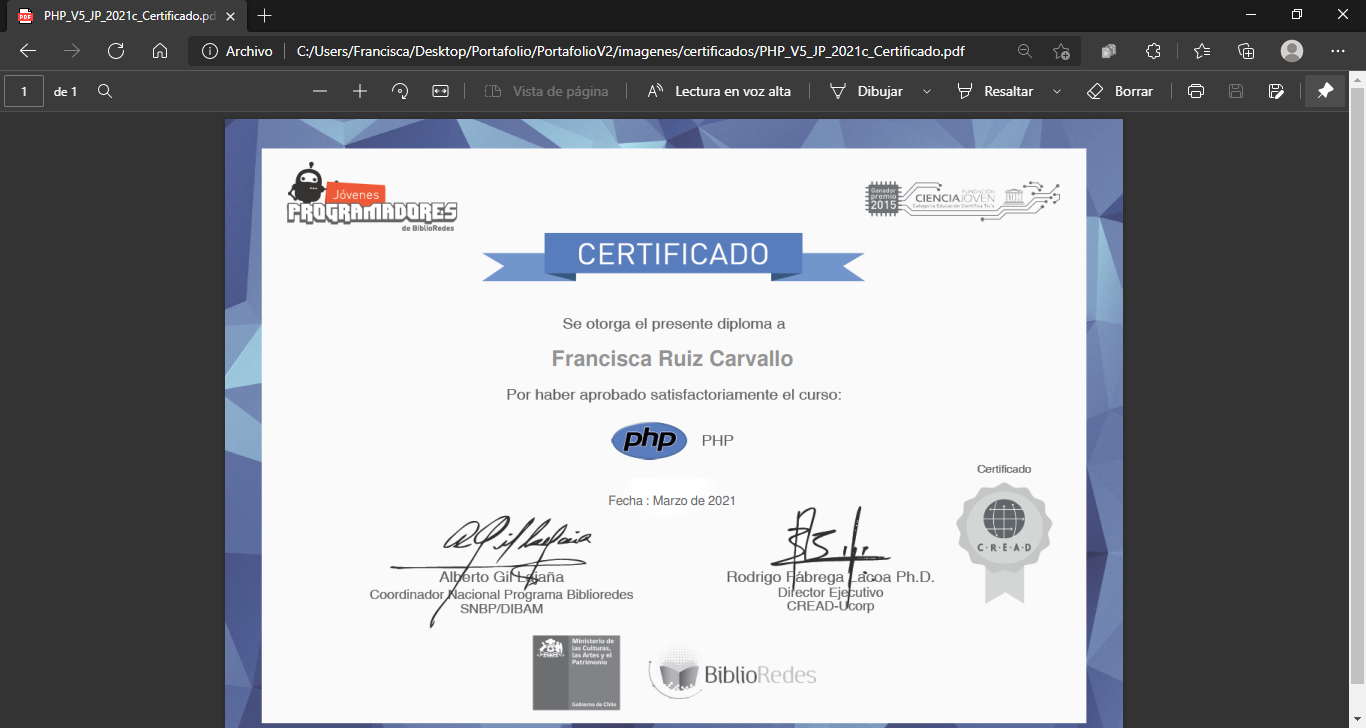 PHP_V5_JP_2021c_Certificado.pd
Archivo
C:/Users/Francisca/Desktop/Portafolio/PortafolioV2/imagenes/certificados/PHP_V5_JP_2021c_Certificado.pdf
1 de 1
Vista de página
Lectura en voz alta
Dibujar
Resaltar
Borrar
Jóvenes
PROGRAMADORES
de BiblioRedes
Ganador
premio
2015
FUNDACIÓN
CIENCIAJOVEN
Categoría Educación Científica Tic's
CERTIFICADO
Se otorga el presente diploma a
Francisca Ruiz Carvallo
Por haber aprobado satisfactoriamente el curso:
php PHP
Certificado
C·R·E·A·D
Fecha : Marzo de 2021
Alberto Gil Lajaña
Coordinador Nacional Programa Biblioredes
SNBP/DIBAM
Rodrigo Fábrega Lacoa Ph.D.
Director Ejecutivo
CREAD-Ucorp
Ministerio de
las Culturas,
las Artes y el
Patrimonio
Gobierno de Chile
BiblioRedes